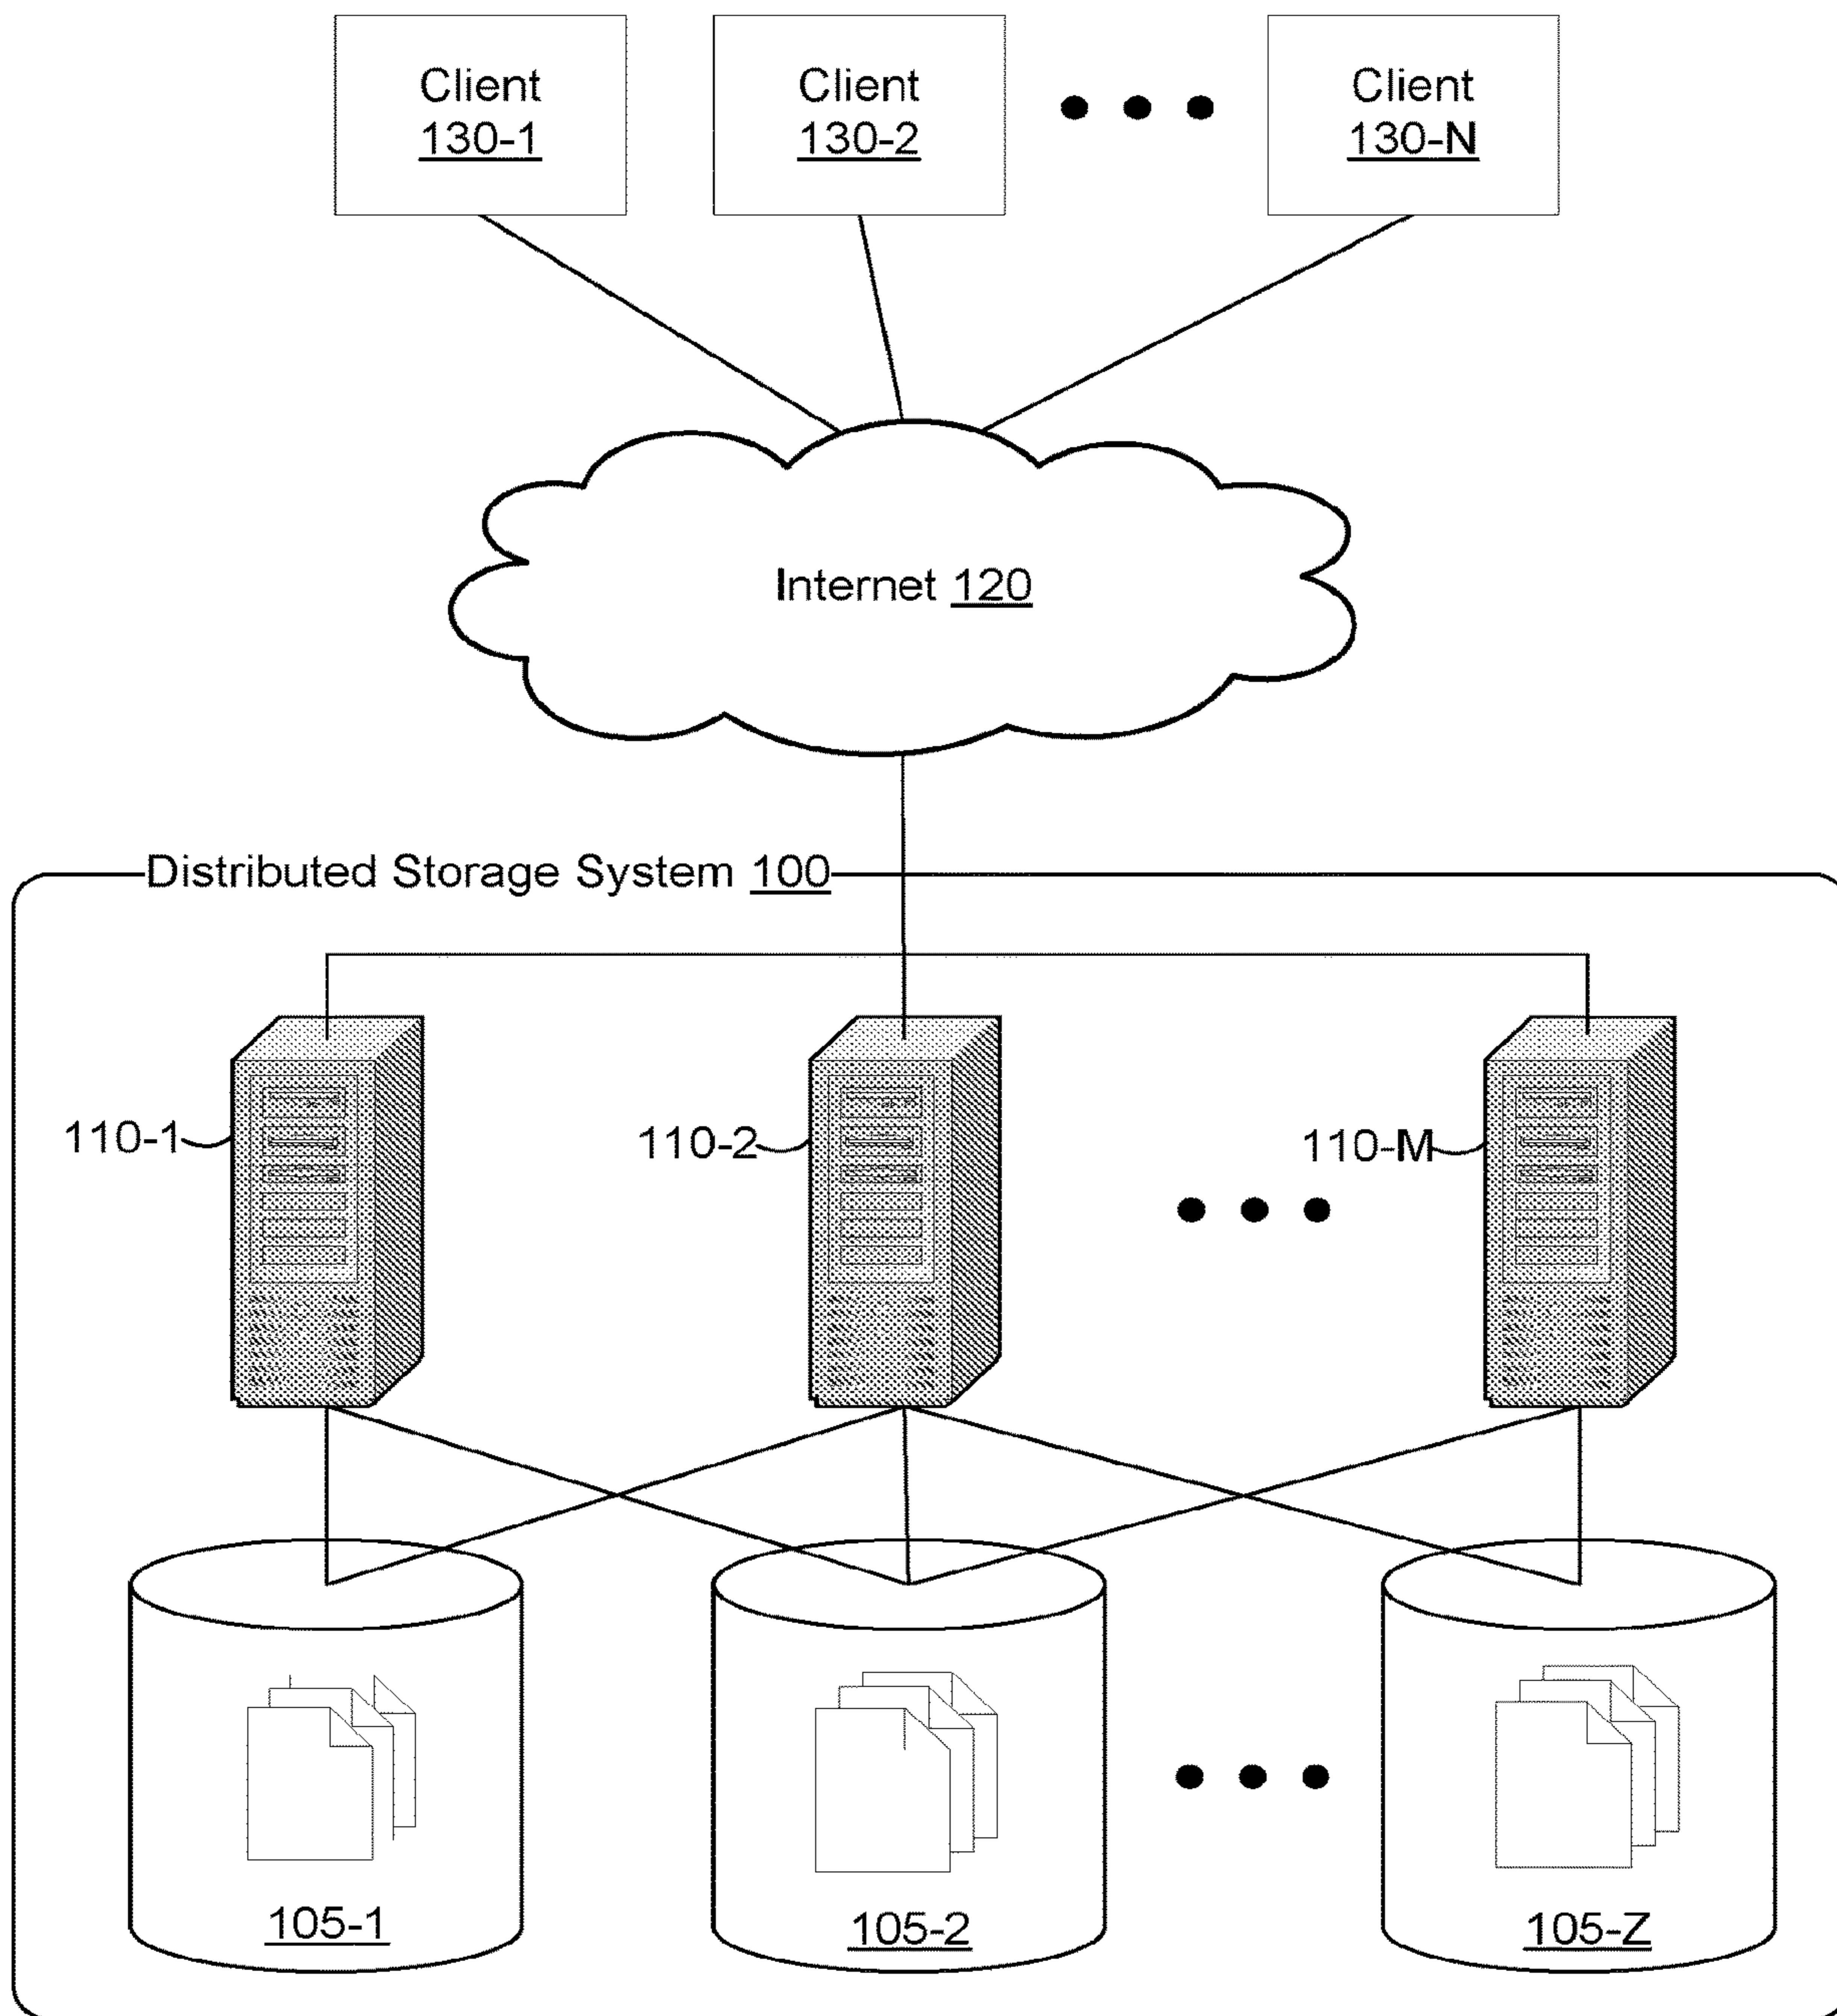 Client
130-1
Client
130-2
Client
130-N
Internet 120
Distributed Storage System 100
110-1
110-2
110-M
105-1
105-2
105-Z